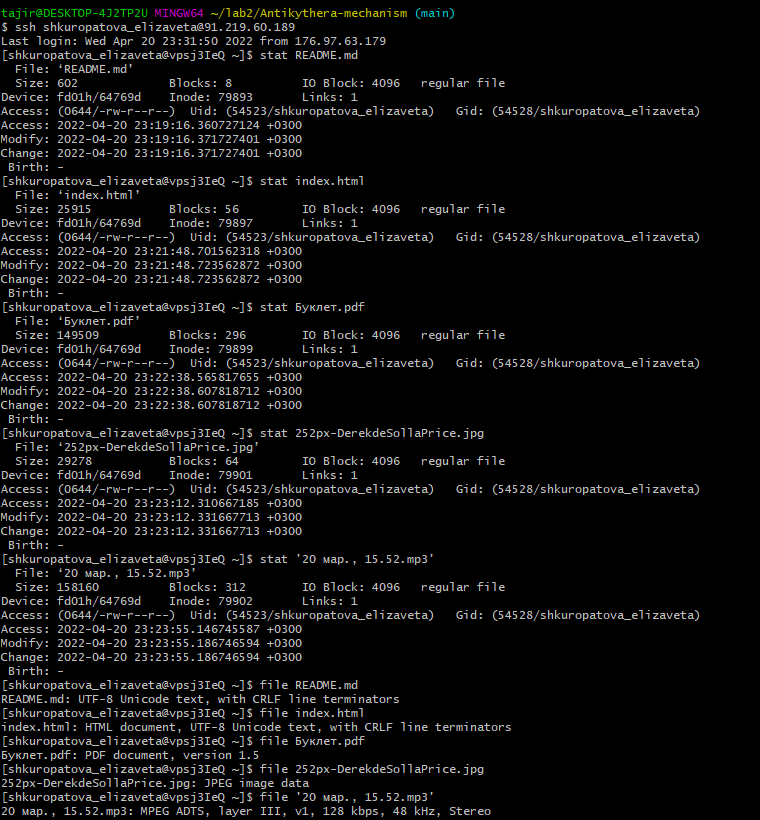 tajir@DESKTOP-4J2TP2U MINGW64 ~/lab2/Antikythera-mechanism (main)
$ ssh shkuropatova_elizaveta@91.219.60.189
Last login: Wed Apr 20 23:31:50 2022 from 176.97.63.179
[shkuropatova_elizaveta@vpsj3IeQ ~]$ stat README.md
  File: ‘README.md’
  Size: 602             Blocks: 8          IO Block: 4096   regular file
Device: fd01h/64769d    Inode: 79893       Links: 1
Access: (0644/-rw-r--r--)  Uid: (54523/shkuropatova_elizaveta)   Gid: (54528/shkuropatova_elizaveta)
Access: 2022-04-20 23:19:16.360727124 +0300
Modify: 2022-04-20 23:19:16.371727401 +0300
Change: 2022-04-20 23:19:16.371727401 +0300
 Birth: -
[shkuropatova_elizaveta@vpsj3IeQ ~]$ stat index.html
  File: ‘index.html’
  Size: 25915           Blocks: 56         IO Block: 4096   regular file
Device: fd01h/64769d    Inode: 79897       Links: 1
Access: (0644/-rw-r--r--)  Uid: (54523/shkuropatova_elizaveta)   Gid: (54528/shkuropatova_elizaveta)
Access: 2022-04-20 23:21:48.701562318 +0300
Modify: 2022-04-20 23:21:48.723562872 +0300
Change: 2022-04-20 23:21:48.723562872 +0300
 Birth: -
[shkuropatova_elizaveta@vpsj3IeQ ~]$ stat Буклет.pdf
  File: ‘Буклет.pdf’
  Size: 149509          Blocks: 296        IO Block: 4096   regular file
Device: fd01h/64769d    Inode: 79899       Links: 1
Access: (0644/-rw-r--r--)  Uid: (54523/shkuropatova_elizaveta)   Gid: (54528/shkuropatova_elizaveta)
Access: 2022-04-20 23:22:38.565817655 +0300
Modify: 2022-04-20 23:22:38.607818712 +0300
Change: 2022-04-20 23:22:38.607818712 +0300
 Birth: -
[shkuropatova_elizaveta@vpsj3IeQ ~]$ stat 252px-DerekdeSollaPrice.jpg
  File: ‘252px-DerekdeSollaPrice.jpg’
  Size: 29278           Blocks: 64         IO Block: 4096   regular file
Device: fd01h/64769d    Inode: 79901       Links: 1
Access: (0644/-rw-r--r--)  Uid: (54523/shkuropatova_elizaveta)   Gid: (54528/shkuropatova_elizaveta)
Access: 2022-04-20 23:23:12.310667185 +0300
Modify: 2022-04-20 23:23:12.331667713 +0300
Change: 2022-04-20 23:23:12.331667713 +0300
 Birth: -
[shkuropatova_elizaveta@vpsj3IeQ ~]$ stat '20 мар., 15.52.mp3'
  File: ‘20 мар., 15.52.mp3’
  Size: 158160          Blocks: 312        IO Block: 4096   regular file
Device: fd01h/64769d    Inode: 79902       Links: 1
Access: (0644/-rw-r--r--)  Uid: (54523/shkuropatova_elizaveta)   Gid: (54528/shkuropatova_elizaveta)
Access: 2022-04-20 23:23:55.146745587 +0300
Modify: 2022-04-20 23:23:55.186746594 +0300
Change: 2022-04-20 23:23:55.186746594 +0300
 Birth: -
[shkuropatova_elizaveta@vpsj3IeQ ~]$ file README.md
README.md: UTF-8 Unicode text, with CRLF line terminators
[shkuropatova_elizaveta@vpsj3IeQ ~]$ file index.html
index.html: HTML document, UTF-8 Unicode text, with CRLF line terminators
[shkuropatova_elizaveta@vpsj3IeQ ~]$ file Буклет.pdf
Буклет.pdf: PDF document, version 1.5
[shkuropatova_elizaveta@vpsj3IeQ ~]$ file 252px-DerekdeSollaPrice.jpg
252px-DerekdeSollaPrice.jpg: JPEG image data
[shkuropatova_elizaveta@vpsj3IeQ ~]$ file '20 мар., 15.52.mp3'
20 мар., 15.52.mp3: MPEG ADTS, layer III, v1, 128 kbps, 48 kHz, Stereo